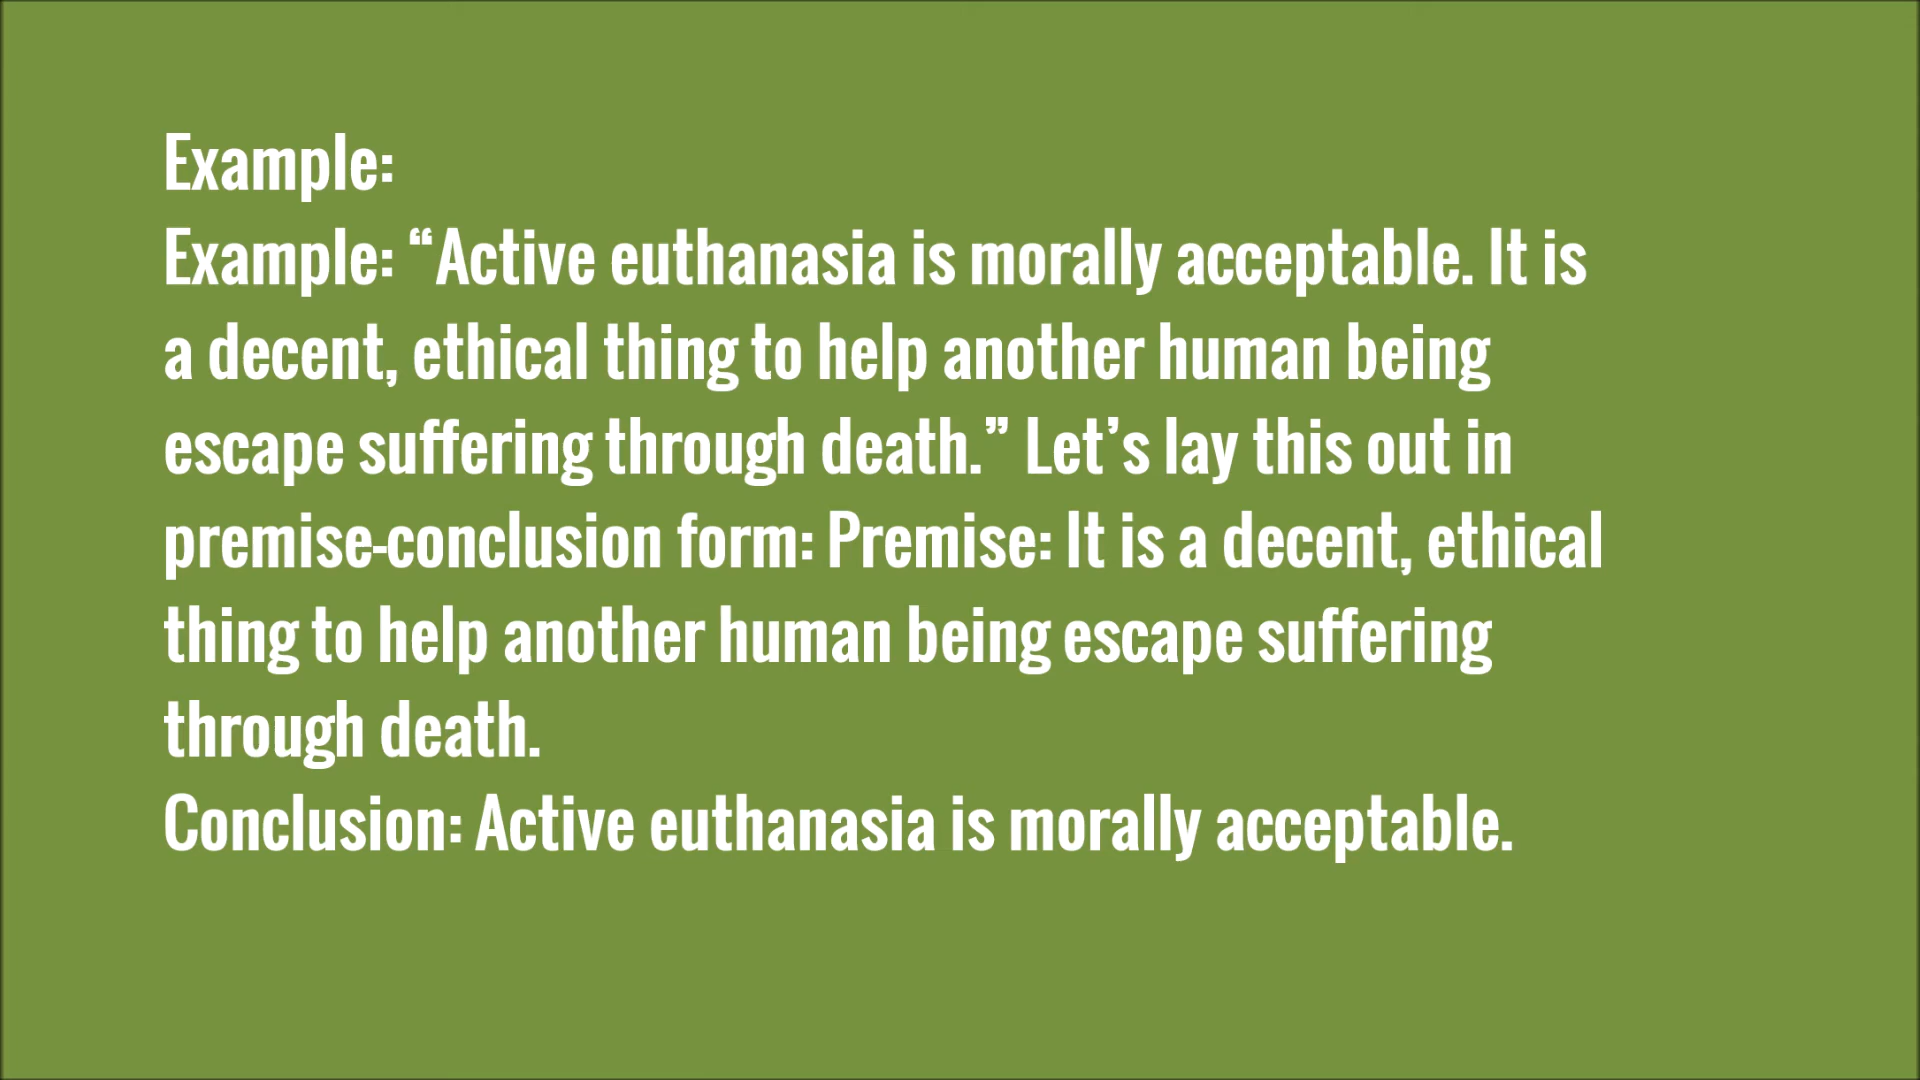 Example:
Example: “Active euthanasia is morally acceptable. It is
a decent, ethical thing to help another human being
escape suffering through death.” Let’s lay this out in
premise-conclusion form: Premise: It is a decent, ethical
thing to help another human being escape suffering
through death.
Conclusion: Active euthanasia is morally acceptable.